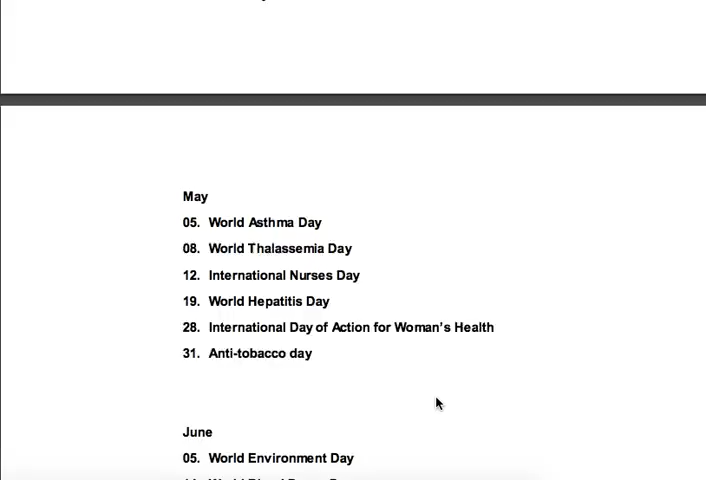 May
05. World Asthma Day
08. World Thalassemia Day
12. International Nurses Day
19. World Hepatitis Day
28. International Day of Action for Woman’s Health
31. Anti-tobacco day
June
05. World Environment Day